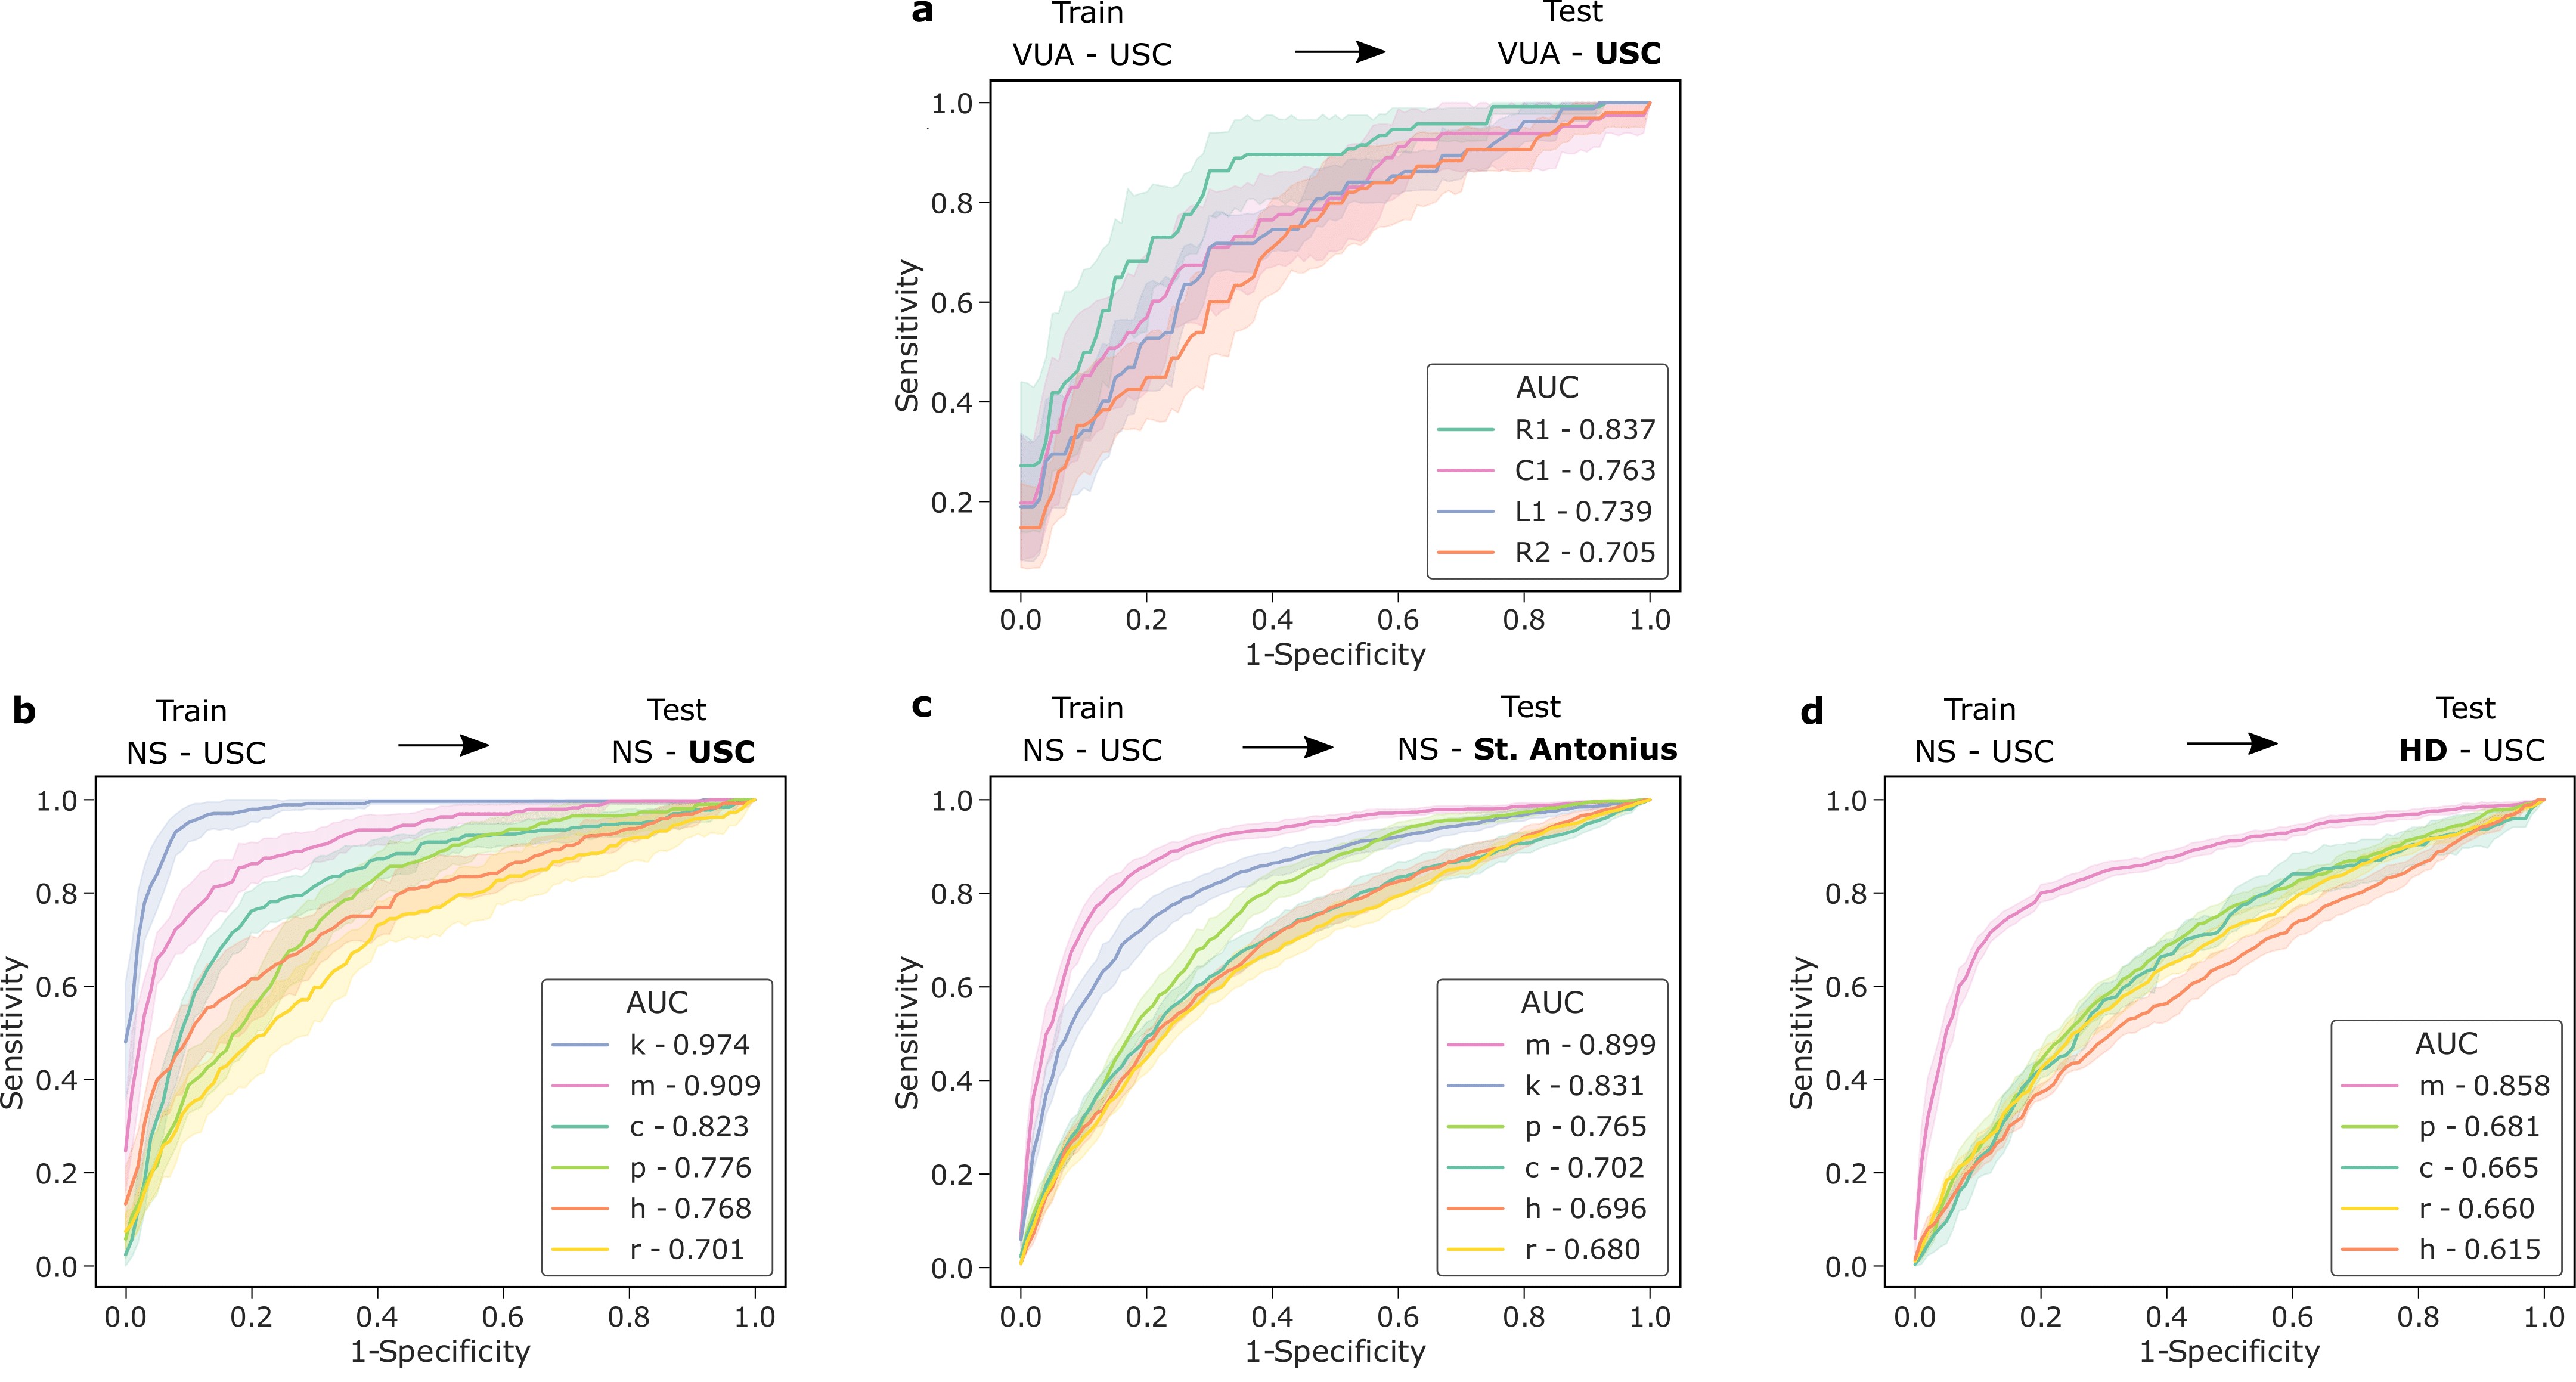 a
Train
Test
VUA - USC
VUA - USC
1.0
0.8
0.6
0.4
0.2
Sensitivity
AUC
R1 - 0.837
C1 - 0.763
L1 - 0.739
R2 - 0.705
0.0 0.2 0.4 0.6 0.8 1.0
1-Specificity
b
Train
Test
NS - USC
NS - USC
1.0
0.8
0.6
0.4
0.2
0.0
Sensitivity
AUC
k - 0.974
m - 0.909
c - 0.823
p - 0.776
h - 0.768
r - 0.701
0.0 0.2 0.4 0.6 0.8 1.0
1-Specificity
c
Train
Test
NS - USC
NS - St. Antonius
1.0
0.8
0.6
0.4
0.2
0.0
Sensitivity
AUC
m - 0.899
k - 0.831
p - 0.765
c - 0.702
h - 0.696
r - 0.680
0.0 0.2 0.4 0.6 0.8 1.0
1-Specificity
d
Train
Test
NS - USC
HD - USC
1.0
0.8
0.6
0.4
0.2
0.0
Sensitivity
AUC
m - 0.858
p - 0.681
c - 0.665
r - 0.660
h - 0.615
0.0 0.2 0.4 0.6 0.8 1.0
1-Specificity